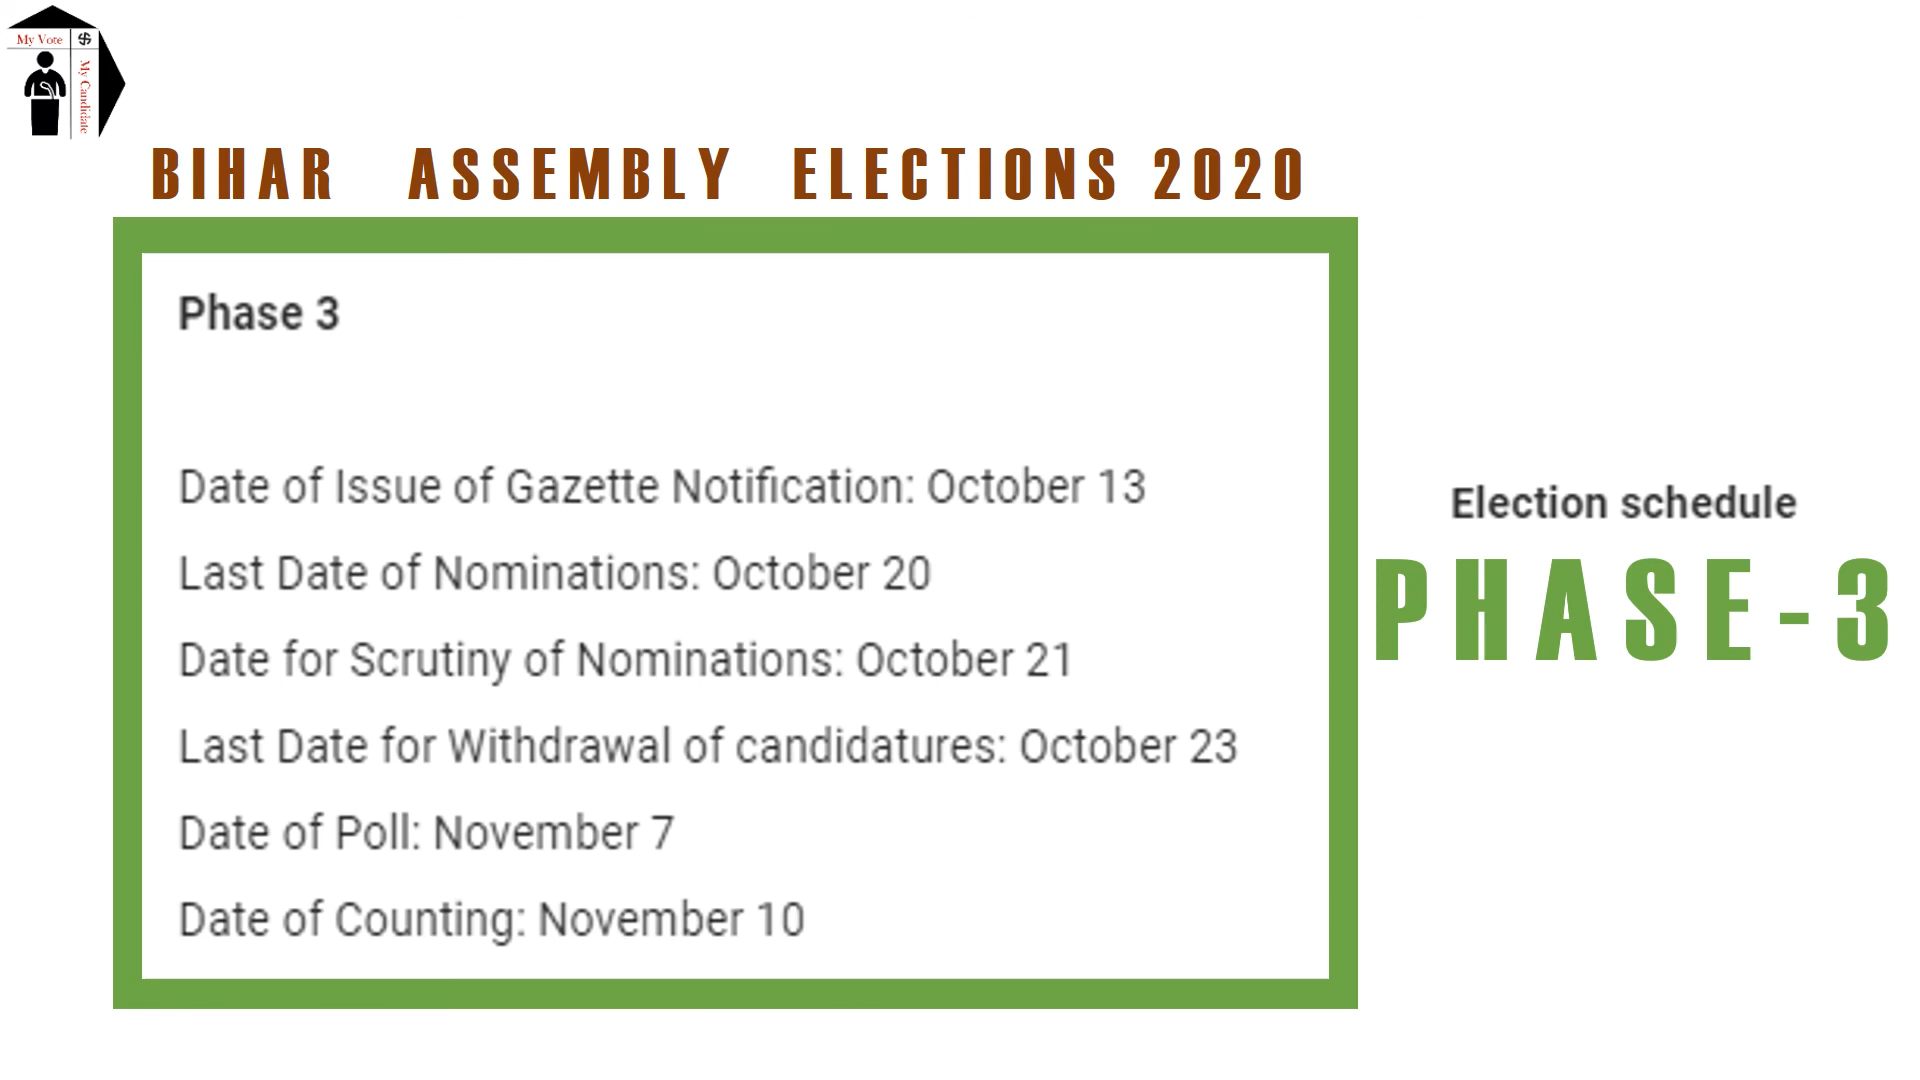 My Vote
My Candidate
BIHAR ASSEMBLY ELECTIONS 2020
Phase 3
Date of Issue of Gazette Notification: October 13
Last Date of Nominations: October 20
Date for Scrutiny of Nominations: October 21
Last Date for Withdrawal of candidatures: October 23
Date of Poll: November 7
Date of Counting: November 10
Election schedule
PHASE-3